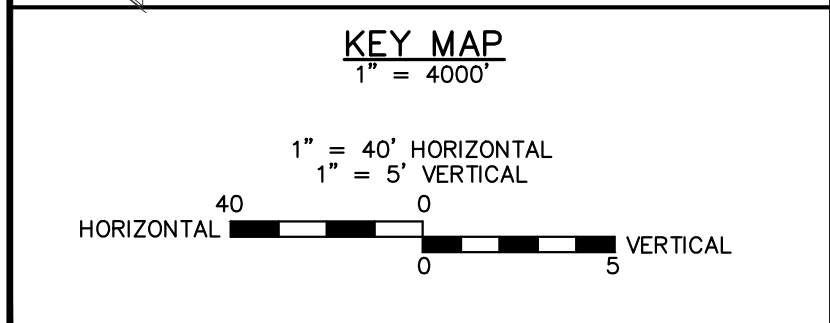 KEY MAP
1" = 4000'
1" = 40' HORIZONTAL
1" = 5' VERTICAL
40 0
HORIZONTAL
VERTICAL
0 5